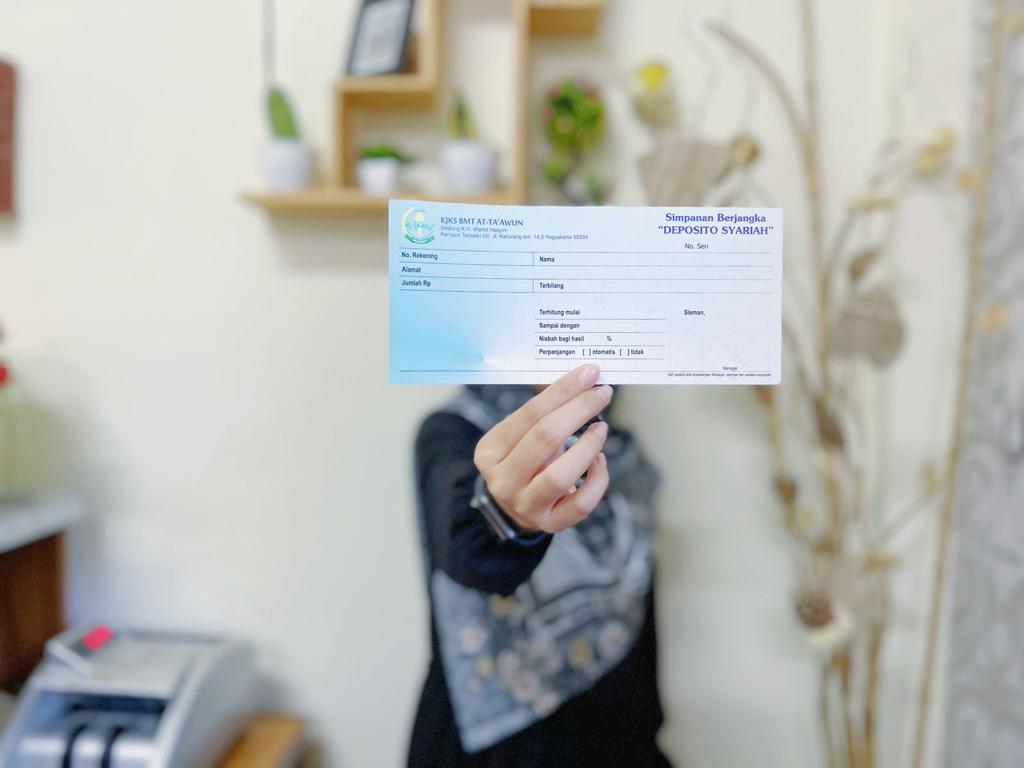 KJKS BMT AT-TA'AWUN
Gedung K.H. Wahid Hasyim
Kampus Terpadu UII Jl. Kaliurang km. 14,5 Yogyakarta 55584
Simpanan Berjangka
"DEPOSITO SYARIAH"
No. Seri
No. Rekening
Nama
Alamat
Jumlah Rp
Terbilang
Terhitung mulai
Sleman,
Sampai dengan
Nisbah bagi hasil %
Perpanjangan [ ] otomatis [ ] tidak
Manager